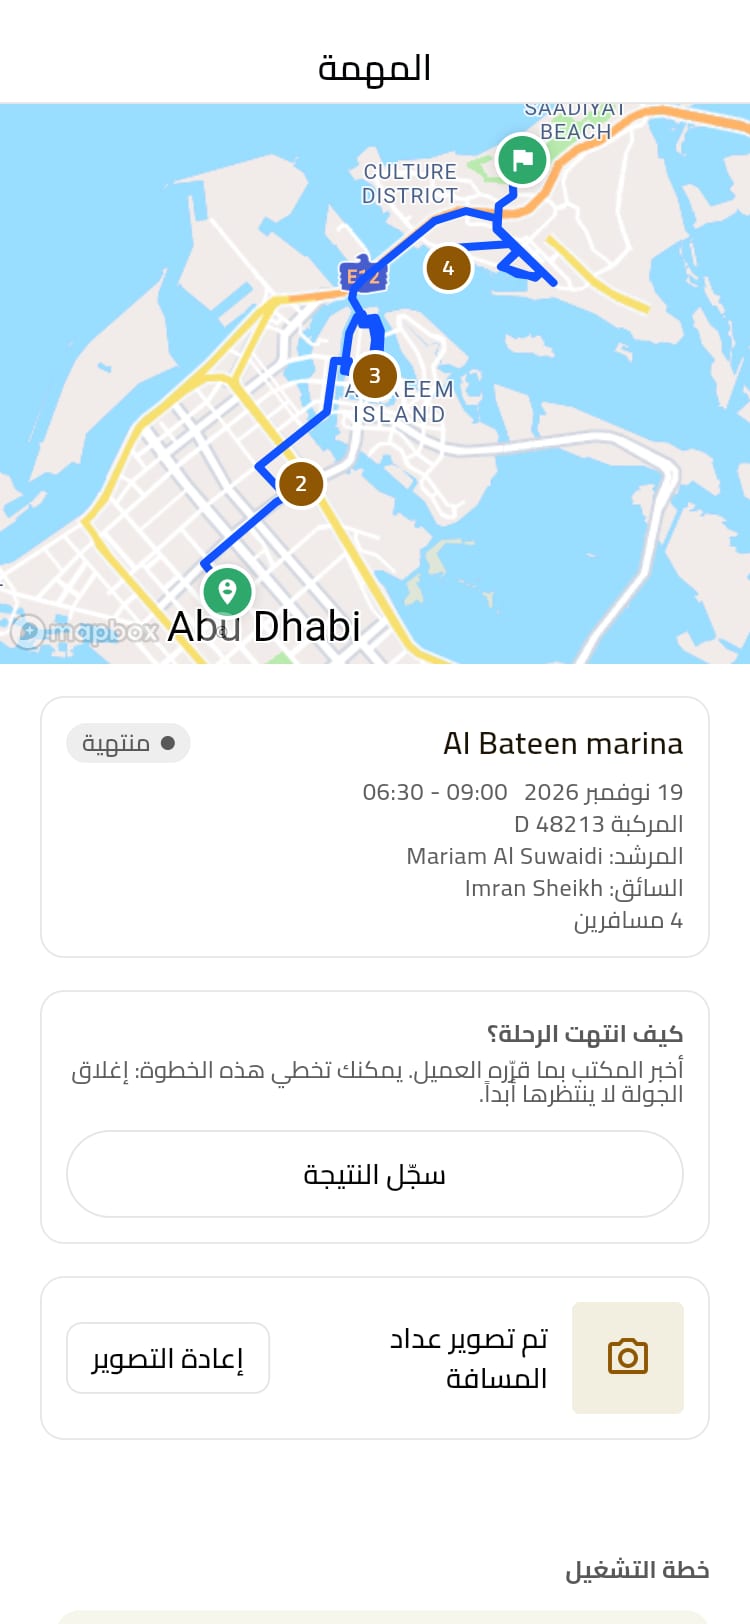 المهمة
SAADIYAT
BEACH
CULTURE
DISTRICT
4
E12
3
ISLAND
2
Abu Dhabi
mapbox
Al Bateen marina
منتهية
19 نوفمبر 2026 06:30 - 09:00
المركبة D 48213
المرشد: Mariam Al Suwaidi
السائق: Imran Sheikh
4 مسافرين
كيف انتهت الرحلة؟
أخبر المكتب بما قرّره العميل. يمكنك تخطي هذه الخطوة: إغلاق
الجولة لا ينتظرها أبداً.
سجّل النتيجة
تم تصوير عداد
المسافة
إعادة التصوير
خطة التشغيل